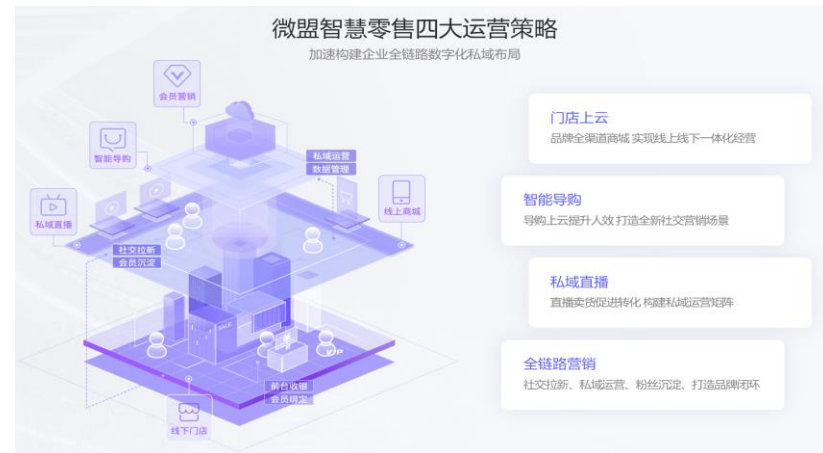 微盟智慧零售四大运营策略
加速构建企业全链路数字化私域布局
会员营销
智能导购
私域运营
数据管理
私域直播
线上商城
社交拉新
会员沉淀
SALE
VIP
前台收银
会员绑定
线下门店
门店上云
品牌全渠道商城 实现线上线下一体化经营
智能导购
导购上云提升人效 打造全新社交营销场景
私域直播
直播卖货促进转化 构建私域运营矩阵
全链路营销
社交拉新、私域运营、粉丝沉淀、打造品牌闭环